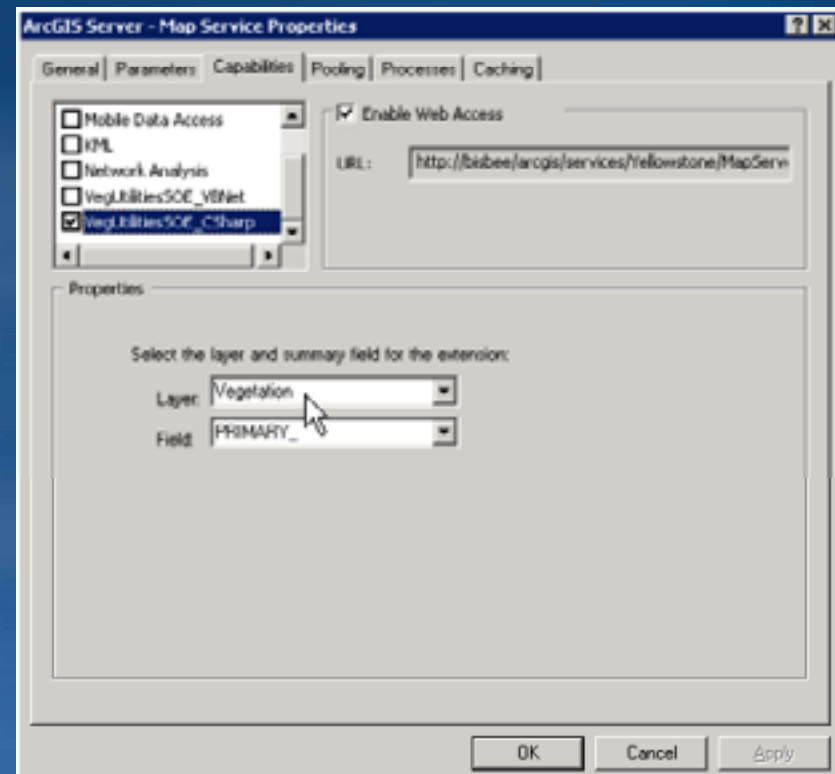 ArcGIS Server - Map Service Properties
General Parameters Capabilities Pooling Processes Caching
Mobile Data Access
KML
Network Analysis
VegUtilitiesSOE_VBNet
VegUtilitiesSOE_CSharp
Enable Web Access
URL: http://bisbee/arcgis/services/Yellowstone/MapServ
Properties
Select the layer and summary field for the extension:
Layer: Vegetation
Field: PRIMARY_
OK Cancel Apply